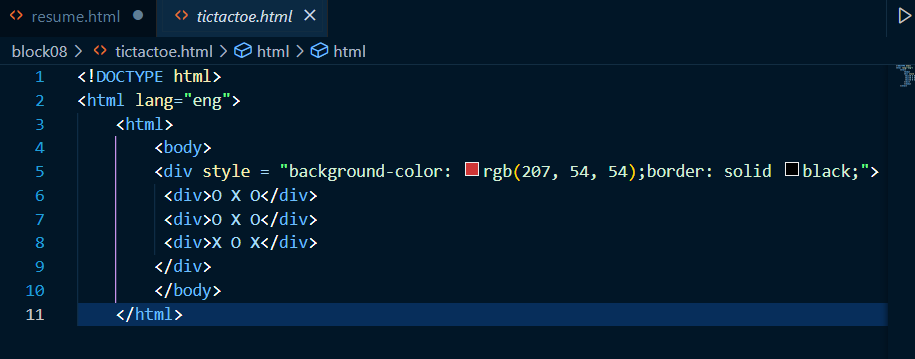 resume.html
tictactoe.html
block08 > tictactoe.html > html > html
1 <!DOCTYPE html>
2 <html lang="eng">
3 <html>
4 <body>
5 <div style = "background-color: rgb(207, 54, 54);border: solid black;">
6 <div>O X O</div>
7 <div>O X O</div>
8 <div>X O X</div>
9 </div>
10 </body>
11 </html>